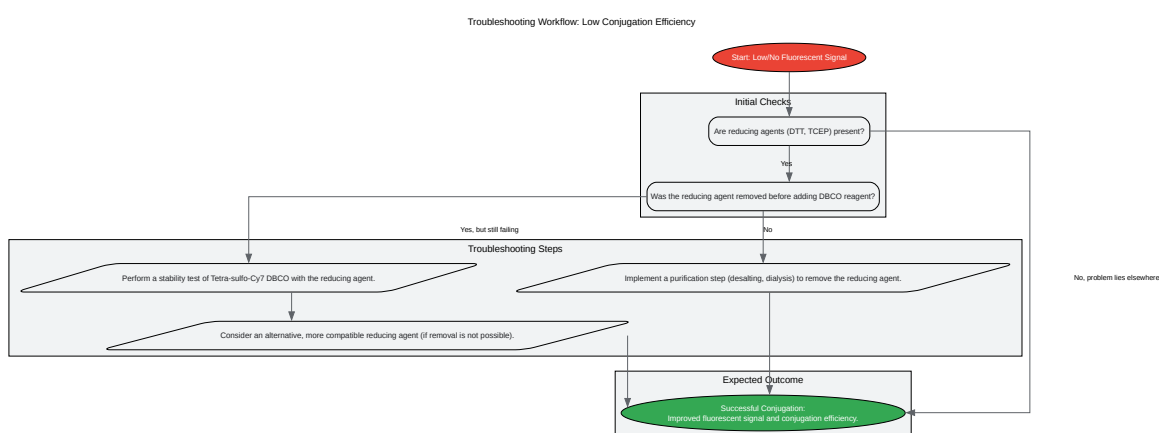 Troubleshooting Workflow: Low Conjugation Efficiency
Start: Low/No Fluorescent Signal
Initial Checks
Are reducing agents (DTT, TCEP) present?
Yes
Was the reducing agent removed before adding DBCO reagent?
Yes, but still failing
No
Troubleshooting Steps
Perform a stability test of Tetra-sulfo-Cy7 DBCO with the reducing agent.
Implement a purification step (desalting, dialysis) to remove the reducing agent.
No, problem lies elsewhere
Consider an alternative, more compatible reducing agent (if removal is not possible).
Expected Outcome
Successful Conjugation:
Improved fluorescent signal and conjugation efficiency.